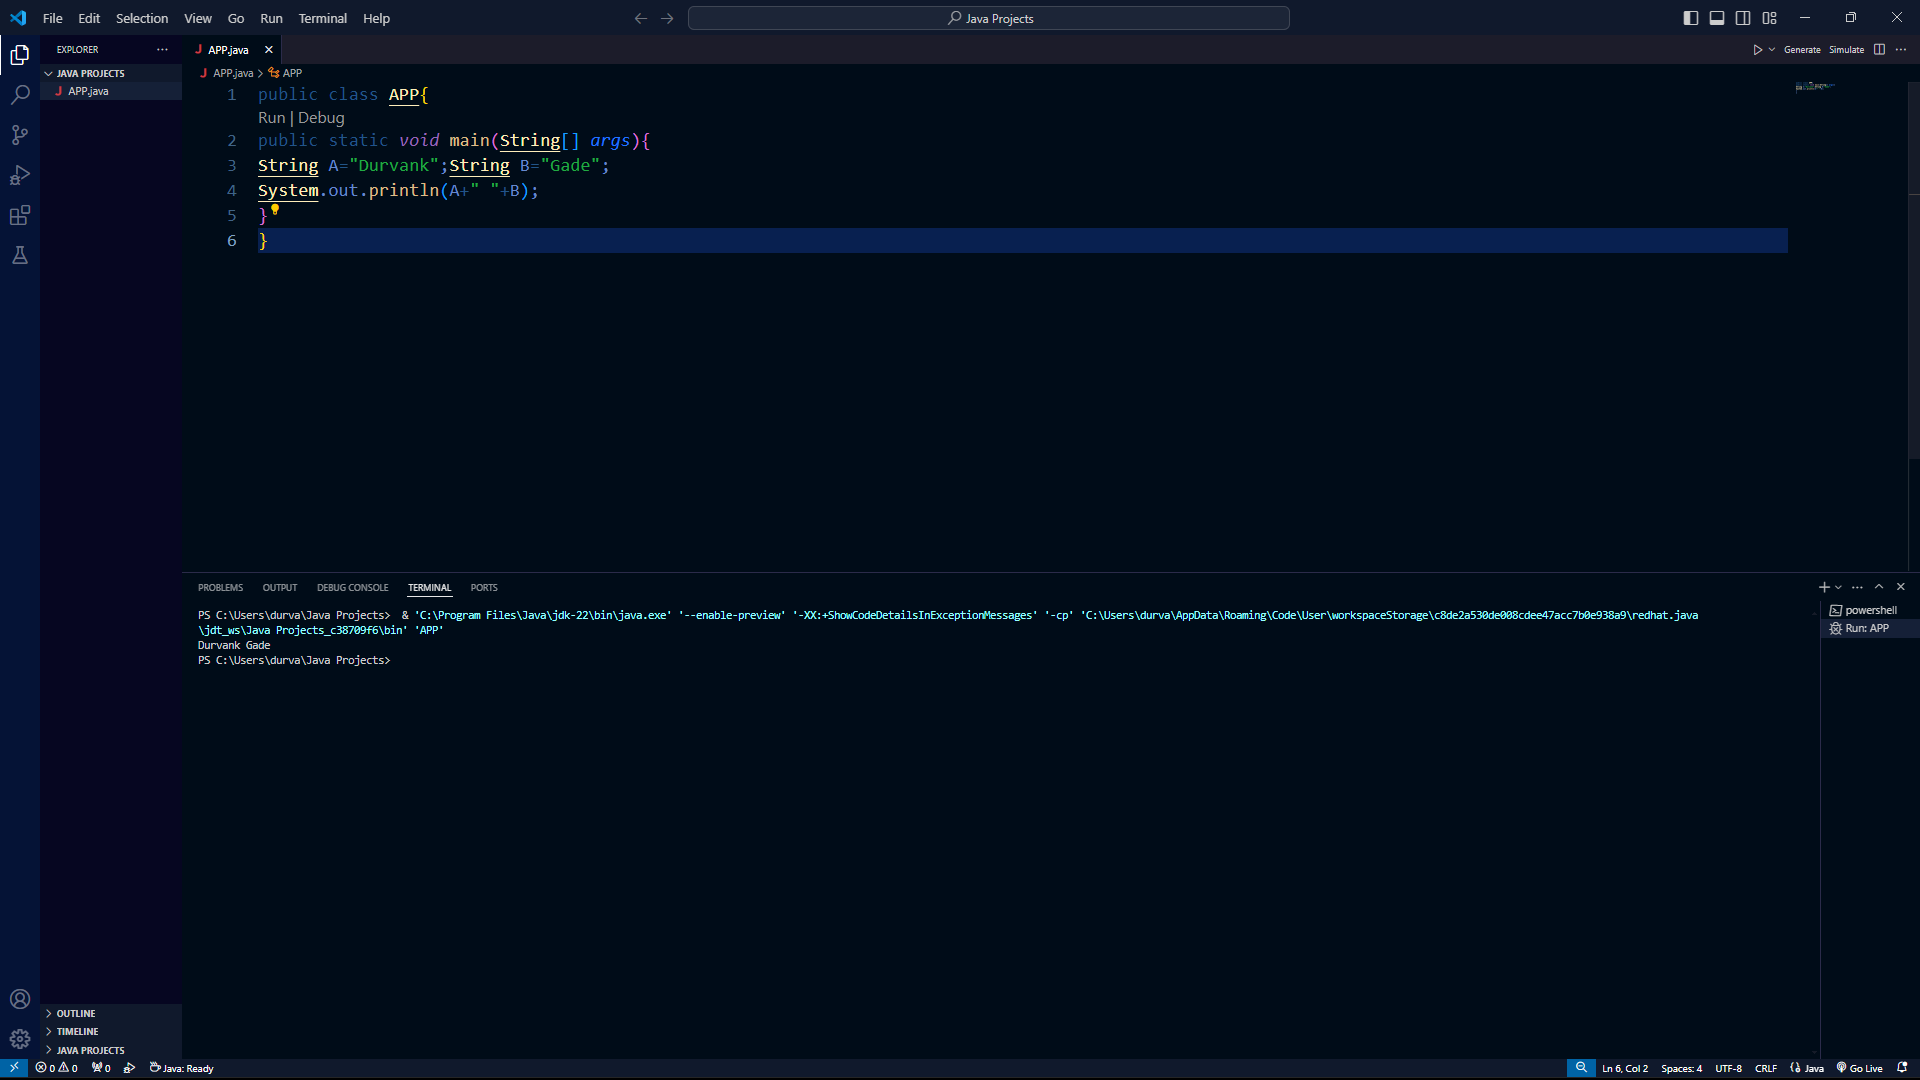 File Edit Selection View Go Run Terminal Help
Java Projects
EXPLORER
JAVA PROJECTS
J APP.java
J APP.java
Generate Simulate
J APP.java > APP
1 public class APP{
Run | Debug
2 public static void main(String[] args){
3 String A="Durvank";String B="Gade";
4 System.out.println(A+" "+B);
5 }
6 }
PROBLEMS OUTPUT DEBUG CONSOLE TERMINAL PORTS
PS C:\Users\durva\Java Projects>  & 'C:\Program Files\Java\jdk-22\bin\java.exe' '--enable-preview' '-XX:+ShowCodeDetailsInExceptionMessages' '-cp' 'C:\Users\durva\AppData\Roaming\Code\User\workspaceStorage\c8de2a530de008cdee47acc7b0e938a9\redhat.java
\jdt_ws\Java Projects_c38709f6\bin' 'APP'
Durvank Gade
PS C:\Users\durva\Java Projects>
powershell
Run: APP
OUTLINE
TIMELINE
JAVA PROJECTS
0 0 0 Java: Ready
Ln 6, Col 2 Spaces: 4 UTF-8 CRLF Java Go Live